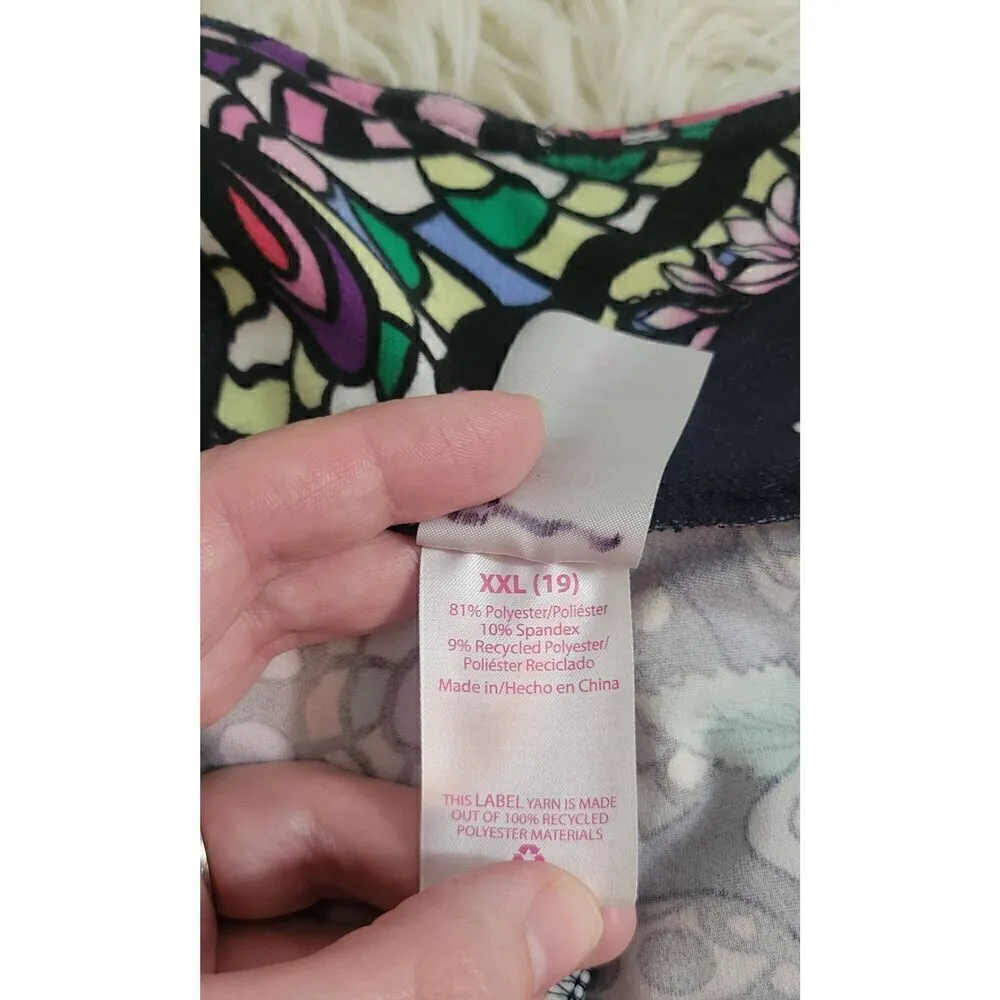 XXL (19)
81% Polyester/Poliéster
10% Spandex
9% Recycled Polyester/
Poliéster Reciclado
Made in/Hecho en China
THIS LABEL YARN IS MADE
OUT OF 100% RECYCLED
POLYESTER MATERIALS